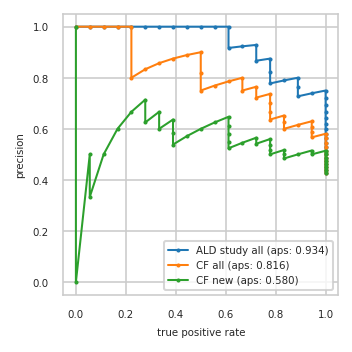 1.0
0.8
0.6
0.4
0.2
0.0
precision
ALD study all (aps: 0.934)
CF all (aps: 0.816)
CF new (aps: 0.580)
0.0 0.2 0.4 0.6 0.8 1.0
true positive rate